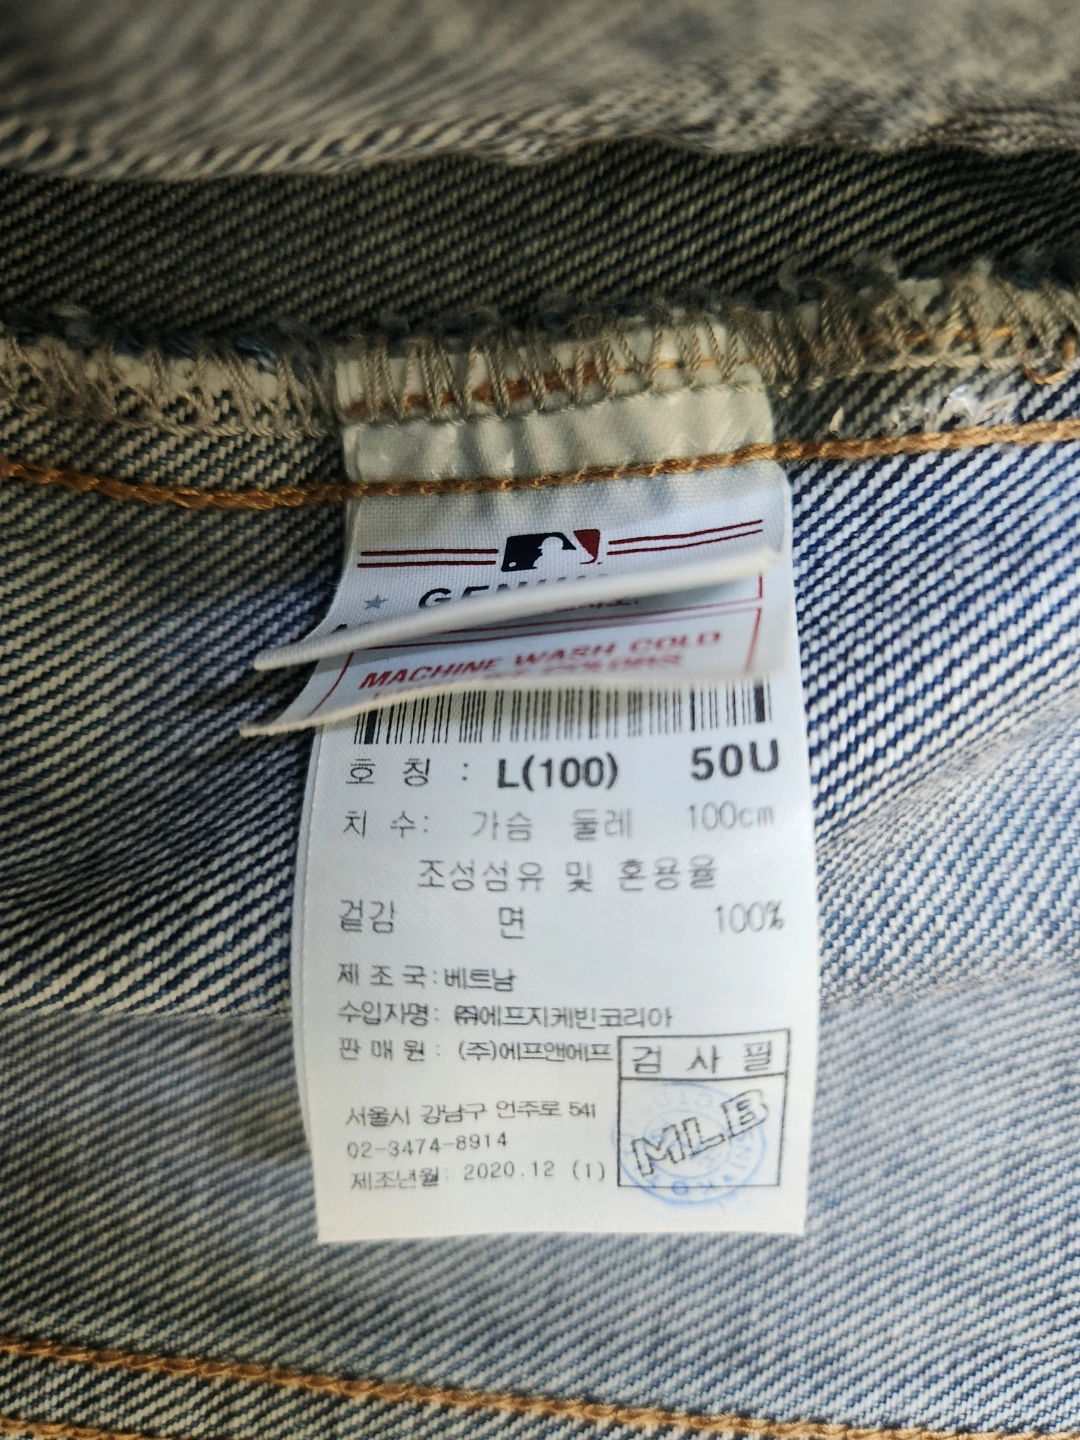 MACHINE WASH COLD
호 칭 : L(100) 50U
치 수: 가슴 둘레 100cm
조성섬유 및 혼용율
겉감 면 100%
제 조 국: 베트남
수입자명: ㈜에프지케빈코리아
판 매 원 : (주)에프앤에프
검 사 필
MLB
서울시 강남구 언주로 541
02-3474-8914
제조년월: 2020.12 (1)